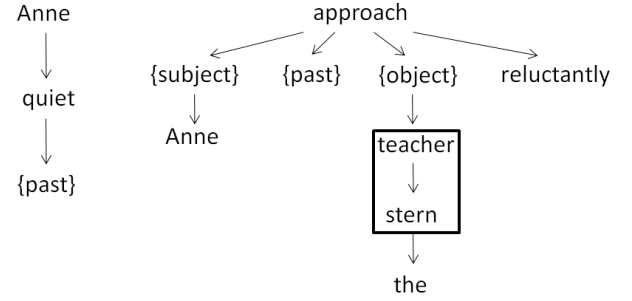 Anne
quiet
{past}
approach
{subject} {past} {object} reluctantly
Anne
teacher
stern
the